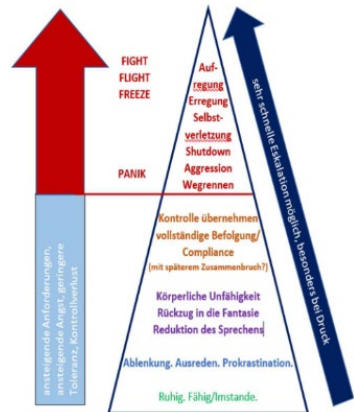 FIGHT
FLIGHT
FREEZE
PANIK
Auf-
regung
Erregung
Selbst-
verletzung
Shutdown
Aggression
Wegrennen
Kontrolle übernehmen
vollständige Befolgung/
Compliance
(mit späterem Zusammenbruch?)
Körperliche Unfähigkeit
Rückzug in die Fantasie
Reduktion des Sprechens
Ablenkung. Ausreden. Prokrastination.
Ruhig. Fähig/Imstande.
ansteigende Anforderungen,
ansteigende Angst, geringere
Toleranz, Kontrollverlust
sehr schnelle Eskalation möglich, besonders bei Druck